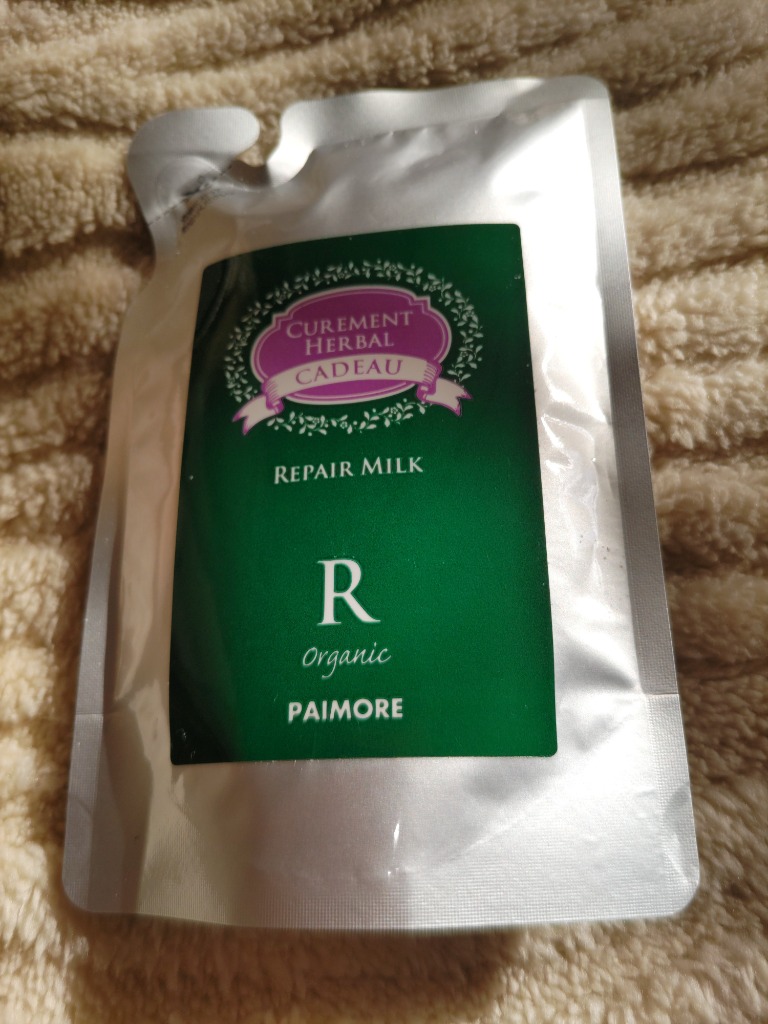 CUREMENT
HERBAL
CADEAU
REPAIR MILK
R
Organic
PAIMORE